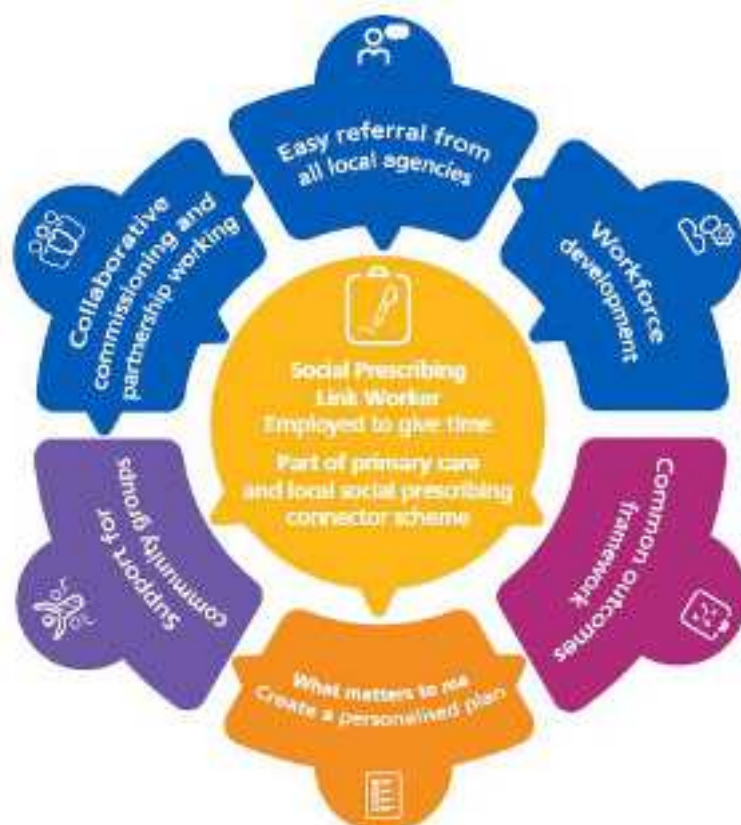 Easy referral from
all local agencies
Workforce
development
Common outcomes
framework
What matters to me
Create a personalised plan
Support for
community groups
Collaborative
commissioning and
partnership working
Social Prescribing
Link Worker
Employed to give time
Part of primary care
and local social prescribing
connector scheme